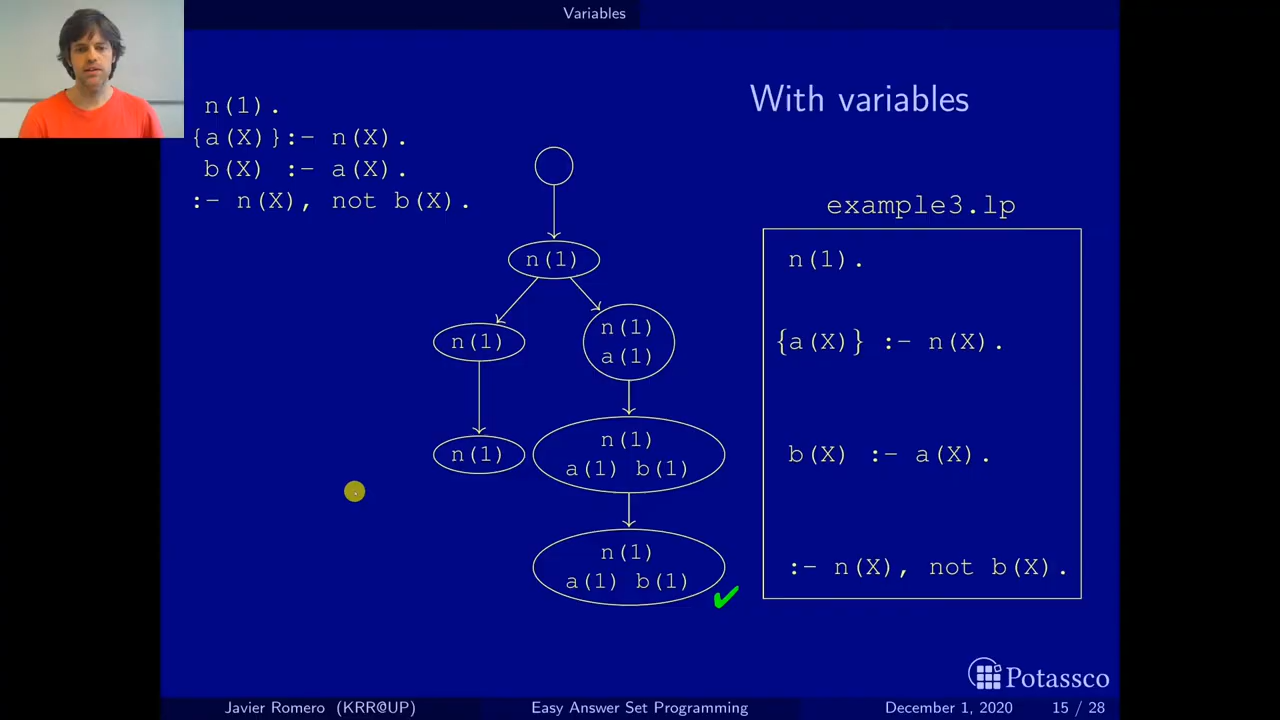 Variables
With variables
n(1).
{a(X)}:- n(X).
b(X) :- a(X).
:- n(X), not b(X).
n(1)
n(1)
n(1)
a(1)
n(1)
n(1)
a(1) b(1)
n(1)
a(1) b(1)
example3.lp
n(1).
{a(X)} :- n(X).
b(X) :- a(X).
:- n(X), not b(X).
Potassco
Javier Romero (KRR@UP)
Easy Answer Set Programming
December 1, 2020
15 / 28